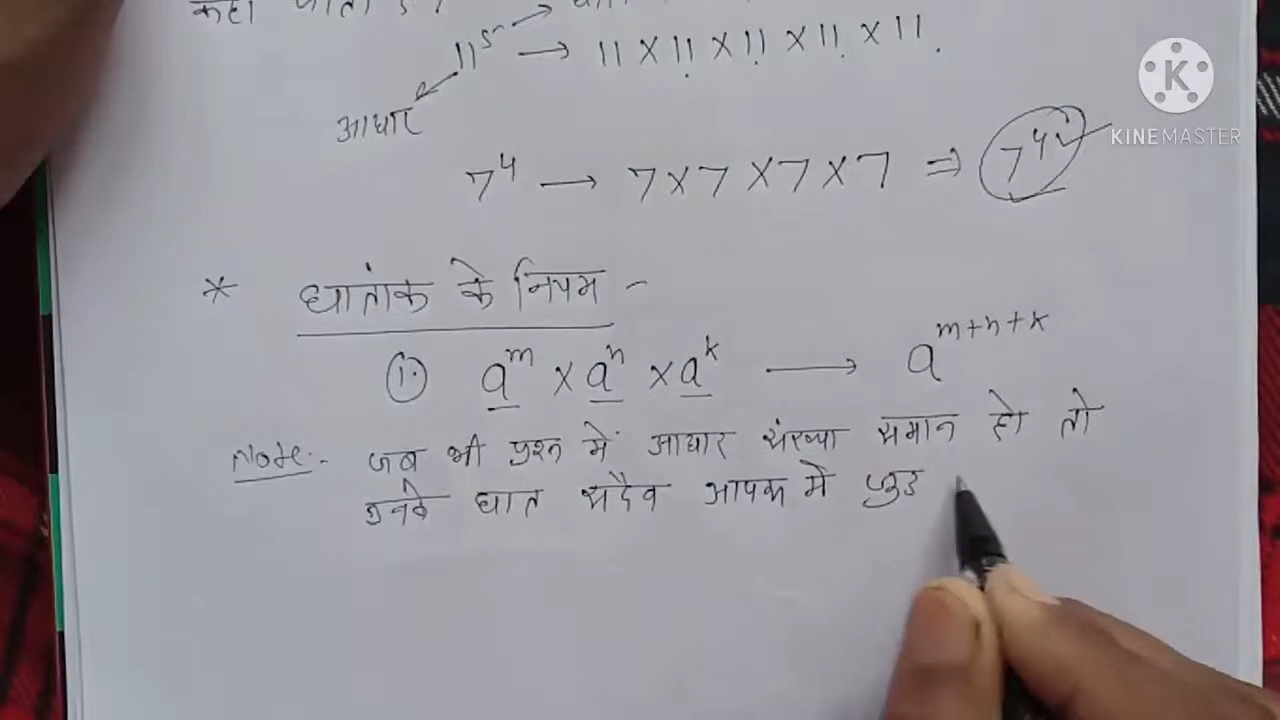 कहा जाता है।
11⁵ → 11 × 11 × 11 × 11 × 11.
आधार
7⁴ → 7×7×7×7 ⇒ 7⁴
* घातांक के नियम -
① aᵐ × aⁿ × aᵏ → aᵐ⁺ⁿ⁺ᵏ
Note:- जब भी प्रश्न में आधार संख्या समान हो तो
उनके घात सदैव आपस में जुड़
K
KINEMASTER